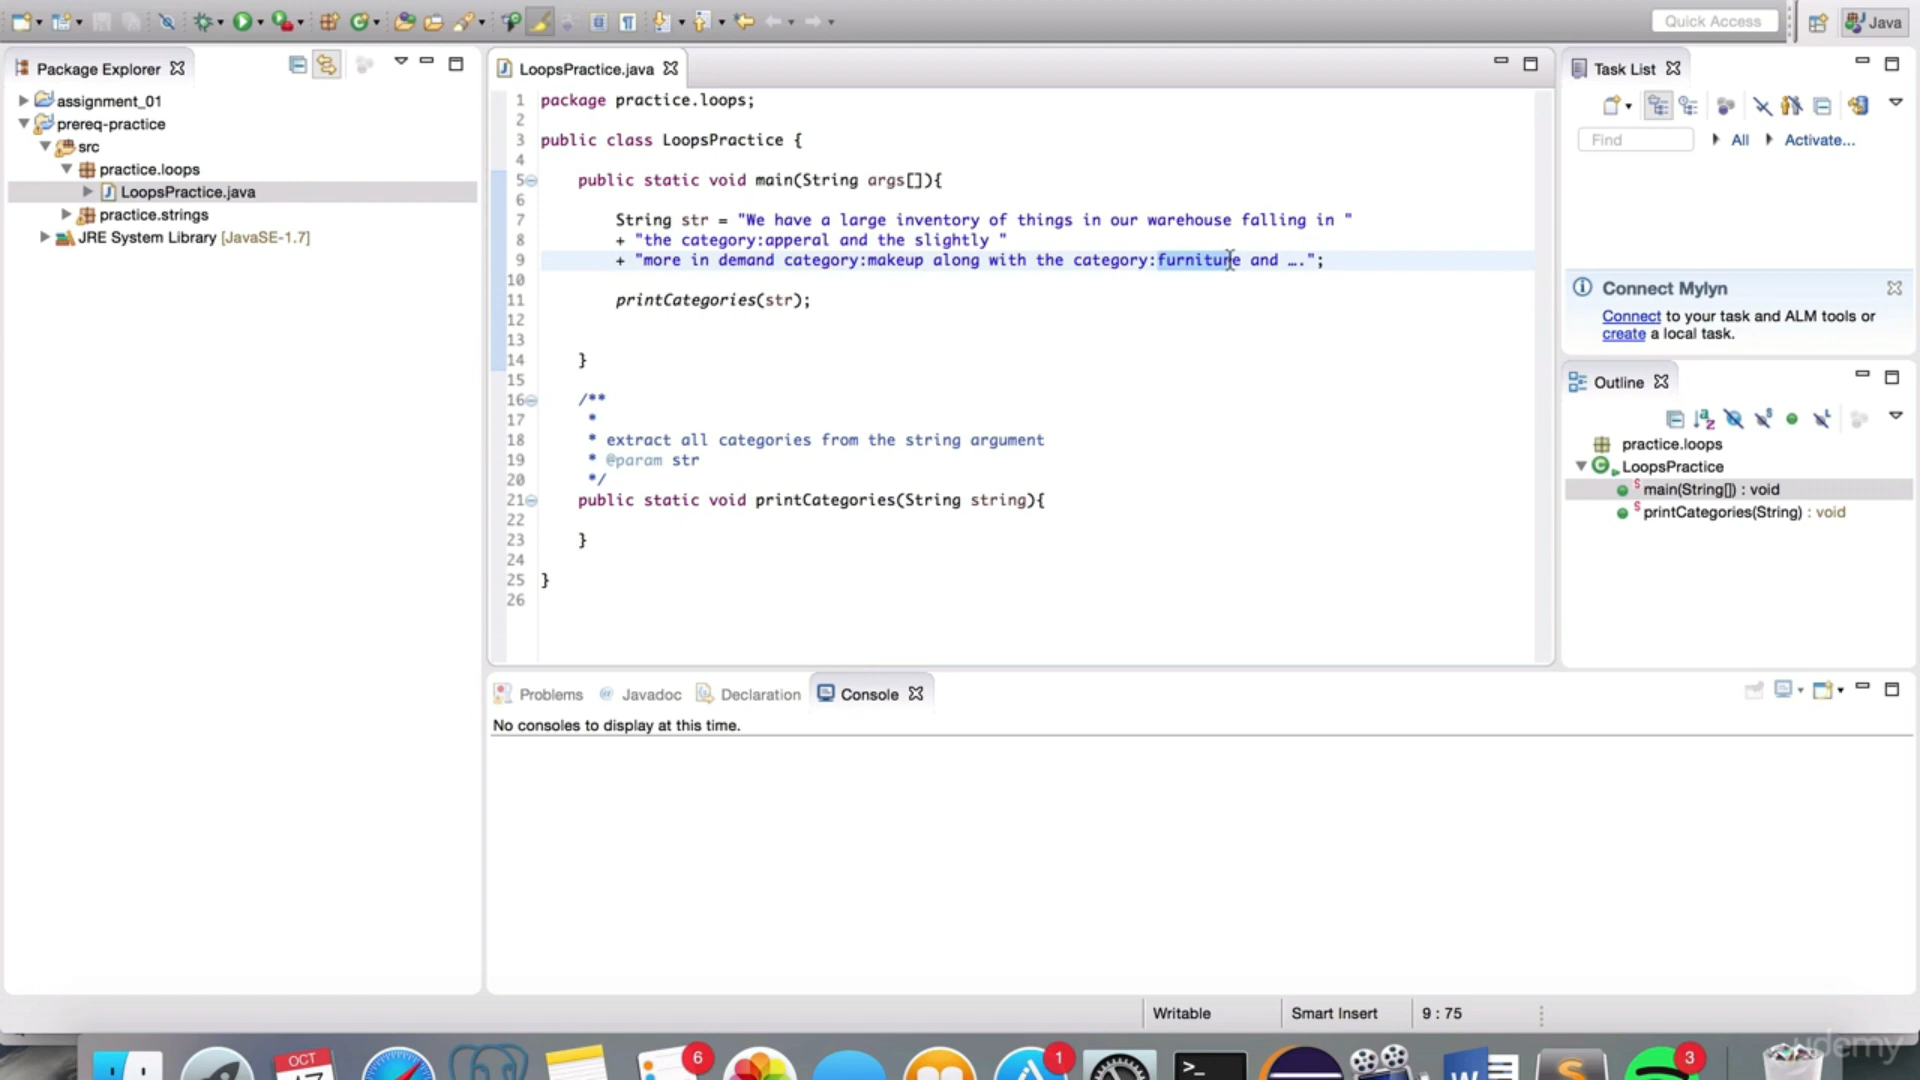 Quick Access
Java
Package Explorer
assignment_01
prereq-practice
src
practice.loops
LoopsPractice.java
practice.strings
JRE System Library [JavaSE-1.7]
LoopsPractice.java
1 package practice.loops;
2
3 public class LoopsPractice {
4
5 public static void main(String args[]){
6
7 String str = "We have a large inventory of things in our warehouse falling in "
8 + "the category:apperal and the slightly "
9 + "more in demand category:makeup along with the category:furniture and ….";
10
11 printCategories(str);
12
13
14 }
15
16 /**
17 *
18 * extract all categories from the string argument
19 * @param str
20 */
21 public static void printCategories(String string){
22
23 }
24
25 }
26
Task List
Find
All
Activate...
Connect Mylyn
Connect to your task and ALM tools or
create a local task.
Outline
practice.loops
LoopsPractice
main(String[]) : void
printCategories(String) : void
Problems
Javadoc
Declaration
Console
No consoles to display at this time.
Writable
Smart Insert
9 : 75
OCT
6
1
3
udemy